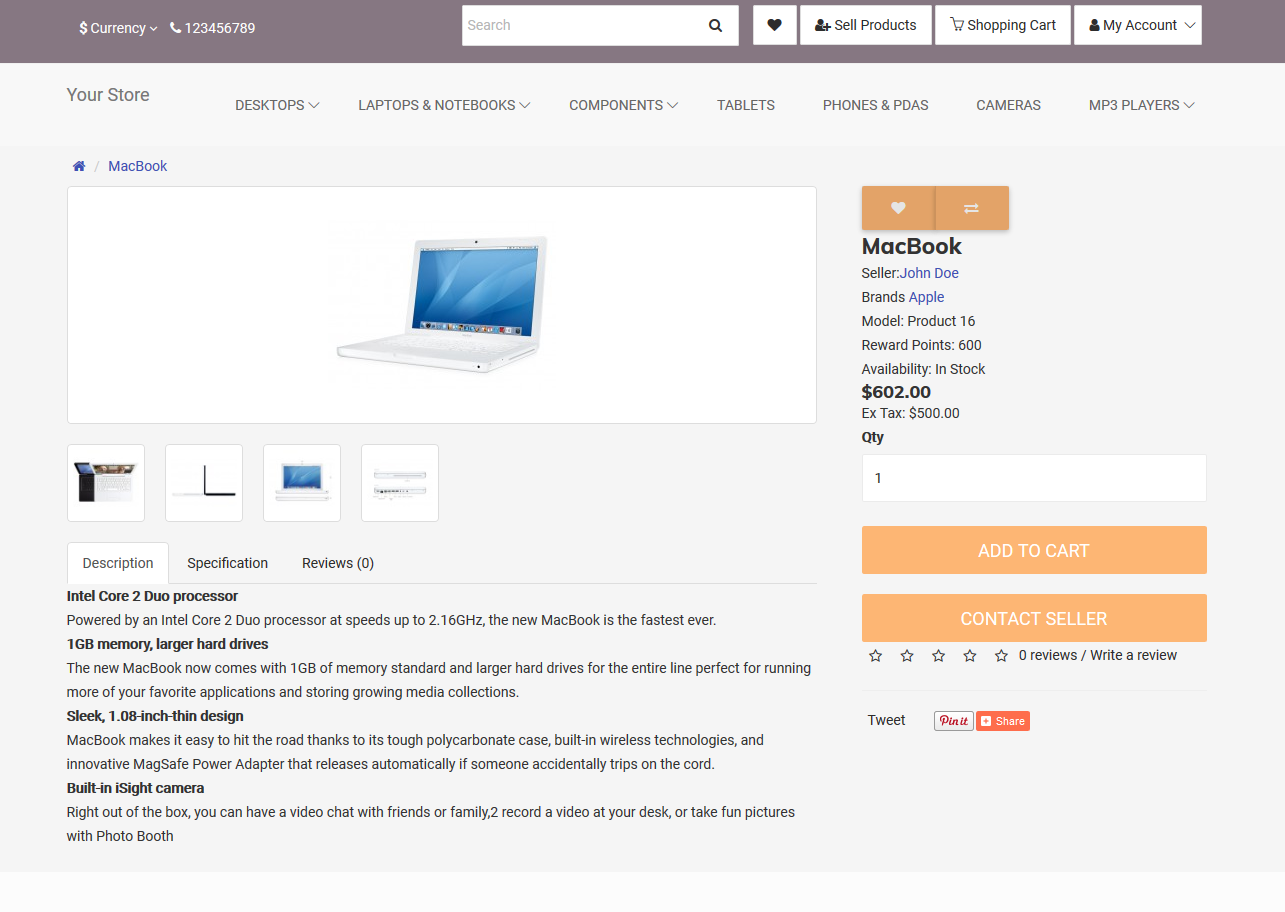 $ Currency
123456789
Search
Sell Products
Shopping Cart
My Account
Your Store
DESKTOPS
LAPTOPS & NOTEBOOKS
COMPONENTS
TABLETS
PHONES & PDAS
CAMERAS
MP3 PLAYERS
/ MacBook
MacBook
Seller:John Doe
Brands Apple
Model: Product 16
Reward Points: 600
Availability: In Stock
$602.00
Ex Tax: $500.00
Qty
1
ADD TO CART
CONTACT SELLER
0 reviews / Write a review
Tweet
Pin it
Share
Description
Specification
Reviews (0)
Intel Core 2 Duo processor
Powered by an Intel Core 2 Duo processor at speeds up to 2.16GHz, the new MacBook is the fastest ever.
1GB memory, larger hard drives
The new MacBook now comes with 1GB of memory standard and larger hard drives for the entire line perfect for running
more of your favorite applications and storing growing media collections.
Sleek, 1.08-inch-thin design
MacBook makes it easy to hit the road thanks to its tough polycarbonate case, built-in wireless technologies, and
innovative MagSafe Power Adapter that releases automatically if someone accidentally trips on the cord.
Built-in iSight camera
Right out of the box, you can have a video chat with friends or family,2 record a video at your desk, or take fun pictures
with Photo Booth